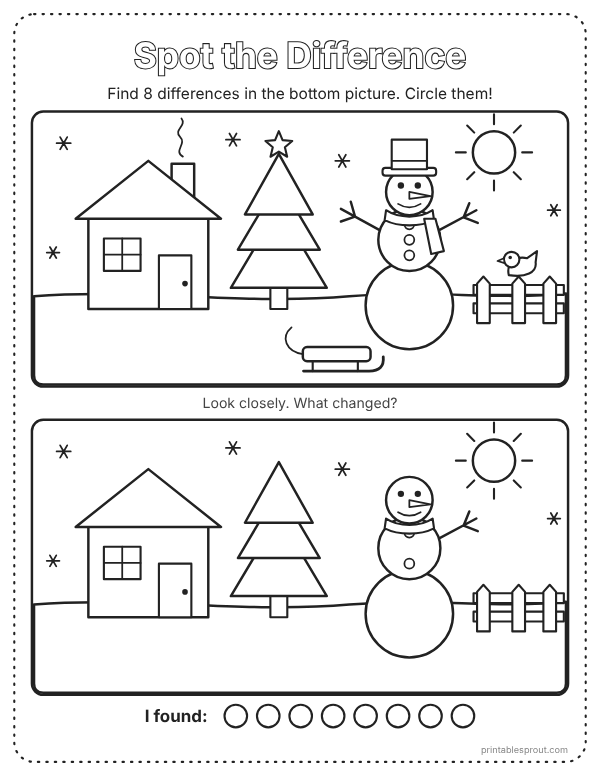 Spot the Difference
Find 8 differences in the bottom picture. Circle them!
Look closely. What changed?
I found:
printablesprout.com